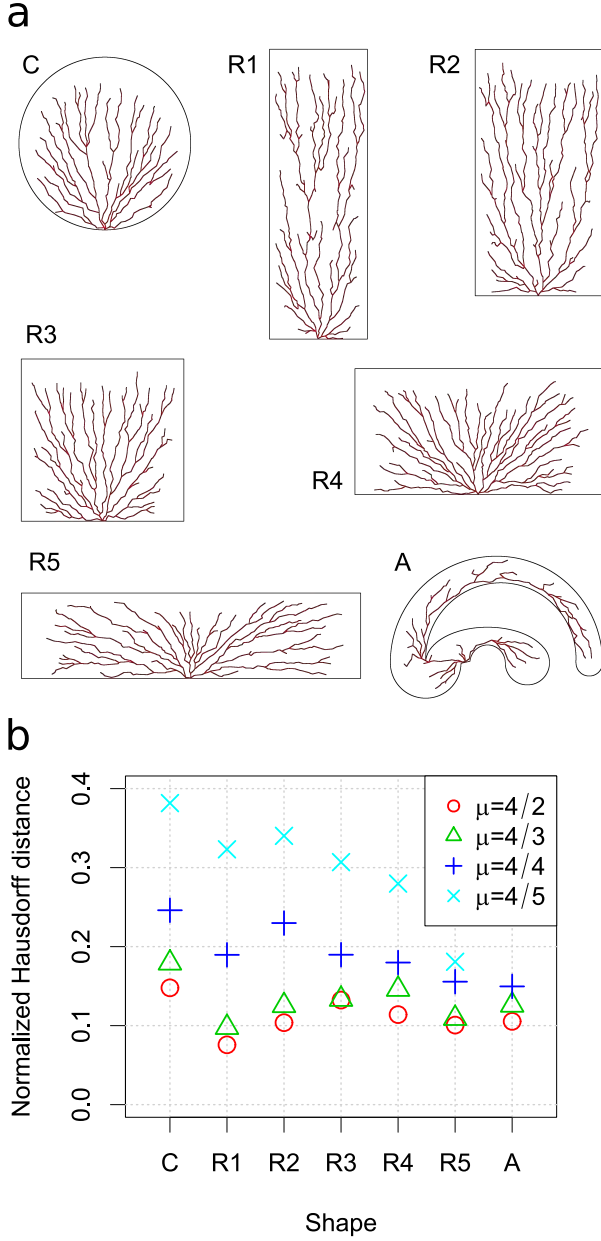 a
C
R1
R2
R3
R4
R5
A
b
Normalized Hausdorff distance
0.4
0.3
0.2
0.1
0.0
μ=4/2
μ=4/3
μ=4/4
μ=4/5
C R1 R2 R3 R4 R5 A
Shape